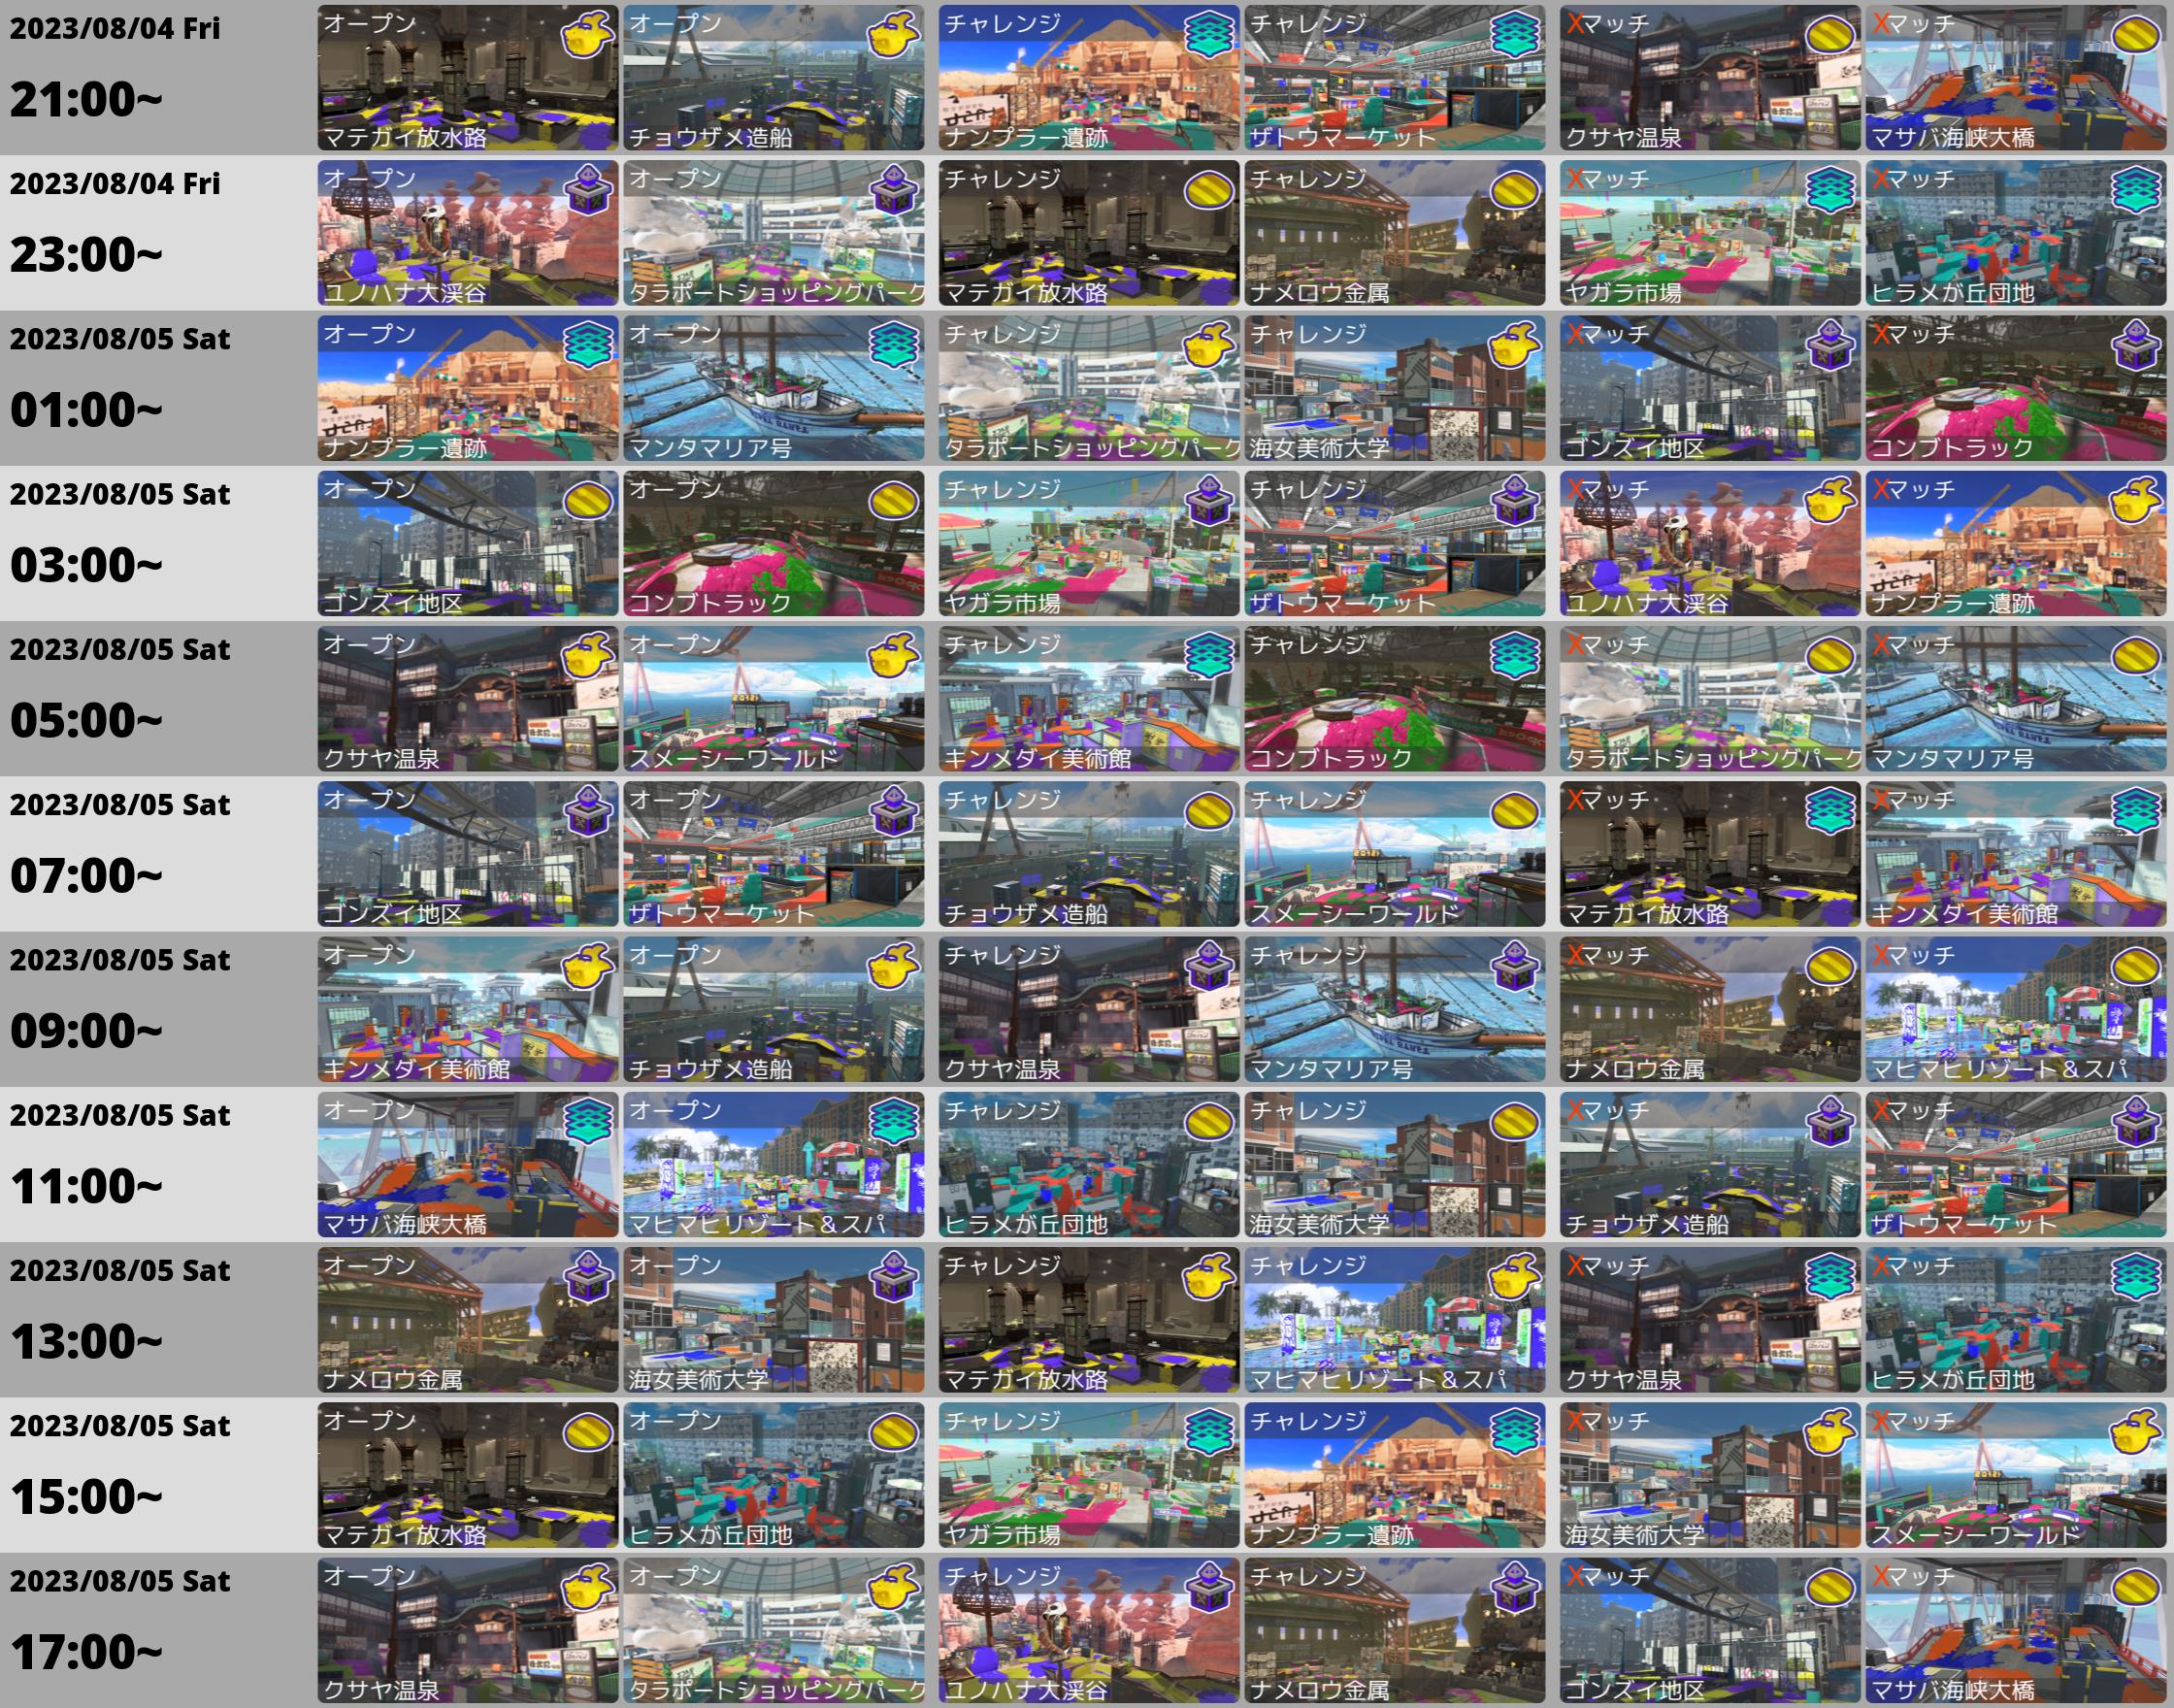 2023/08/04 Fri
21:00~
オープン
マテガイ放水路
オープン
チョウザメ造船
チャレンジ
ナンプラー遺跡
チャレンジ
ザトウマーケット
Xマッチ
クサヤ温泉
Xマッチ
マサバ海峡大橋
2023/08/04 Fri
23:00~
オープン
ユノハナ大渓谷
オープン
タラポートショッピングパーク
チャレンジ
マテガイ放水路
チャレンジ
ナメロウ金属
Xマッチ
ヤガラ市場
Xマッチ
ヒラメが丘団地
2023/08/05 Sat
01:00~
オープン
ナンプラー遺跡
オープン
マンタマリア号
チャレンジ
タラポートショッピングパーク
チャレンジ
海女美術大学
Xマッチ
ゴンズイ地区
Xマッチ
コンブトラック
2023/08/05 Sat
03:00~
オープン
ゴンズイ地区
オープン
コンブトラック
チャレンジ
ヤガラ市場
チャレンジ
ザトウマーケット
Xマッチ
ユノハナ大渓谷
Xマッチ
ナンプラー遺跡
2023/08/05 Sat
05:00~
オープン
クサヤ温泉
オープン
スメーシーワールド
チャレンジ
キンメダイ美術館
チャレンジ
コンブトラック
Xマッチ
タラポートショッピングパーク
Xマッチ
マンタマリア号
2023/08/05 Sat
07:00~
オープン
ゴンズイ地区
オープン
ザトウマーケット
チャレンジ
チョウザメ造船
チャレンジ
スメーシーワールド
Xマッチ
マテガイ放水路
Xマッチ
キンメダイ美術館
2023/08/05 Sat
09:00~
オープン
キンメダイ美術館
オープン
チョウザメ造船
チャレンジ
クサヤ温泉
チャレンジ
マンタマリア号
Xマッチ
ナメロウ金属
Xマッチ
マヒマヒリゾート＆スパ
2023/08/05 Sat
11:00~
オープン
マサバ海峡大橋
オープン
マヒマヒリゾート＆スパ
チャレンジ
ヒラメが丘団地
チャレンジ
海女美術大学
Xマッチ
チョウザメ造船
Xマッチ
ザトウマーケット
2023/08/05 Sat
13:00~
オープン
ナメロウ金属
オープン
海女美術大学
チャレンジ
マテガイ放水路
チャレンジ
マヒマヒリゾート＆スパ
Xマッチ
クサヤ温泉
Xマッチ
ヒラメが丘団地
2023/08/05 Sat
15:00~
オープン
マテガイ放水路
オープン
ヒラメが丘団地
チャレンジ
ヤガラ市場
チャレンジ
ナンプラー遺跡
Xマッチ
海女美術大学
Xマッチ
スメーシーワールド
2023/08/05 Sat
17:00~
オープン
クサヤ温泉
オープン
タラポートショッピングパーク
チャレンジ
ユノハナ大渓谷
チャレンジ
ナメロウ金属
Xマッチ
ゴンズイ地区
Xマッチ
マサバ海峡大橋